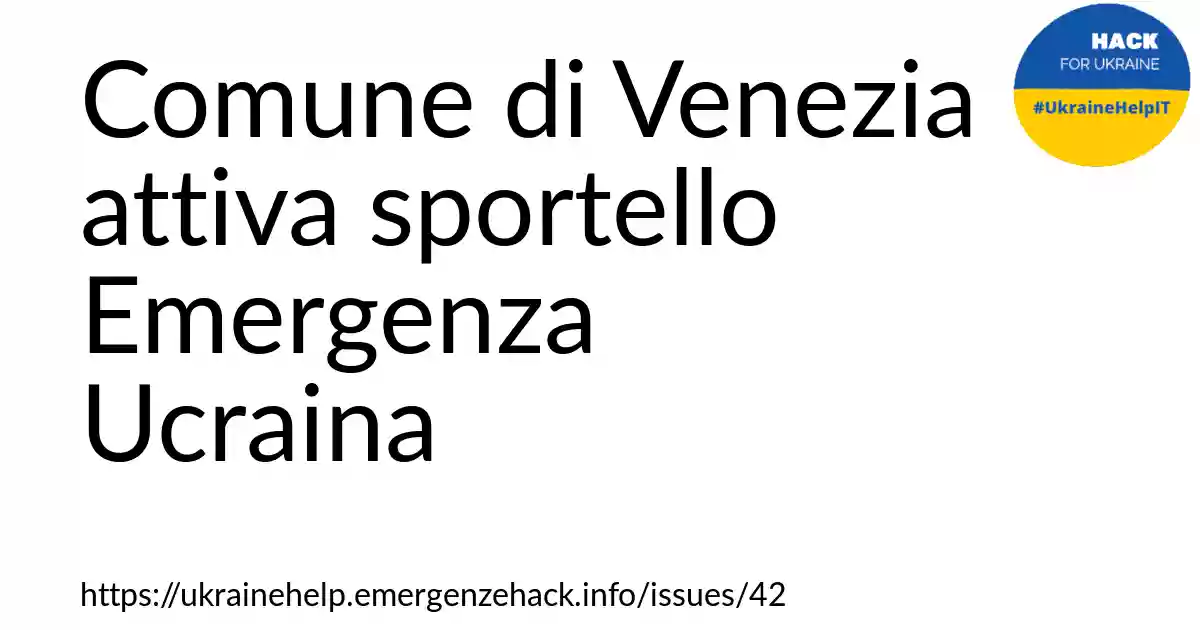 HACK
FOR UKRAINE
#UkraineHelpIT
Comune di Venezia
attiva sportello
Emergenza
Ucraina
https://ukrainehelp.emergenzehack.info/issues/42